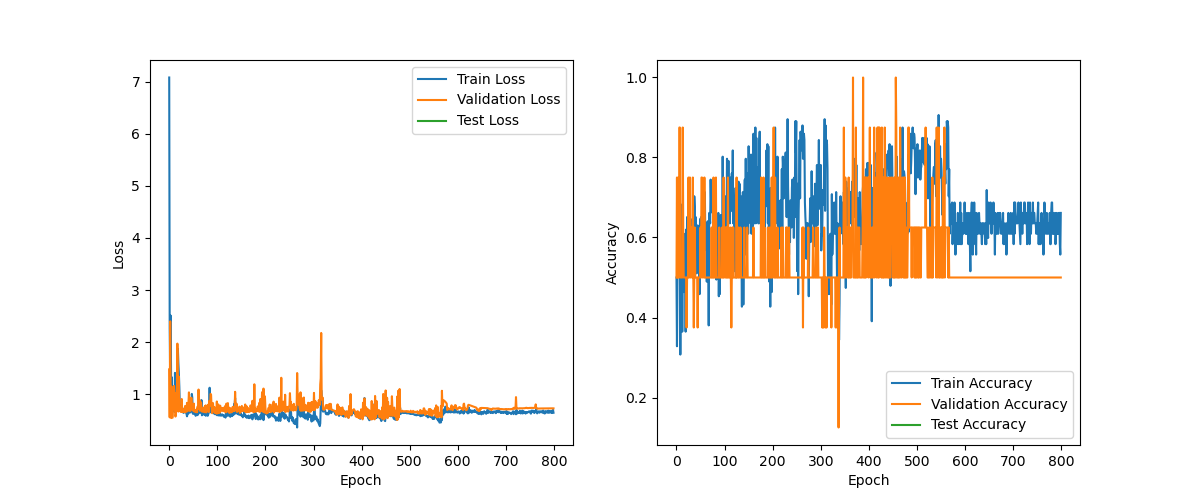 Train Loss
Validation Loss
Test Loss
7
6
5
4
3
2
1
Loss
0 100 200 300 400 500 600 700 800
Epoch
1.0
0.8
0.6
0.4
0.2
Accuracy
Train Accuracy
Validation Accuracy
Test Accuracy
0 100 200 300 400 500 600 700 800
Epoch